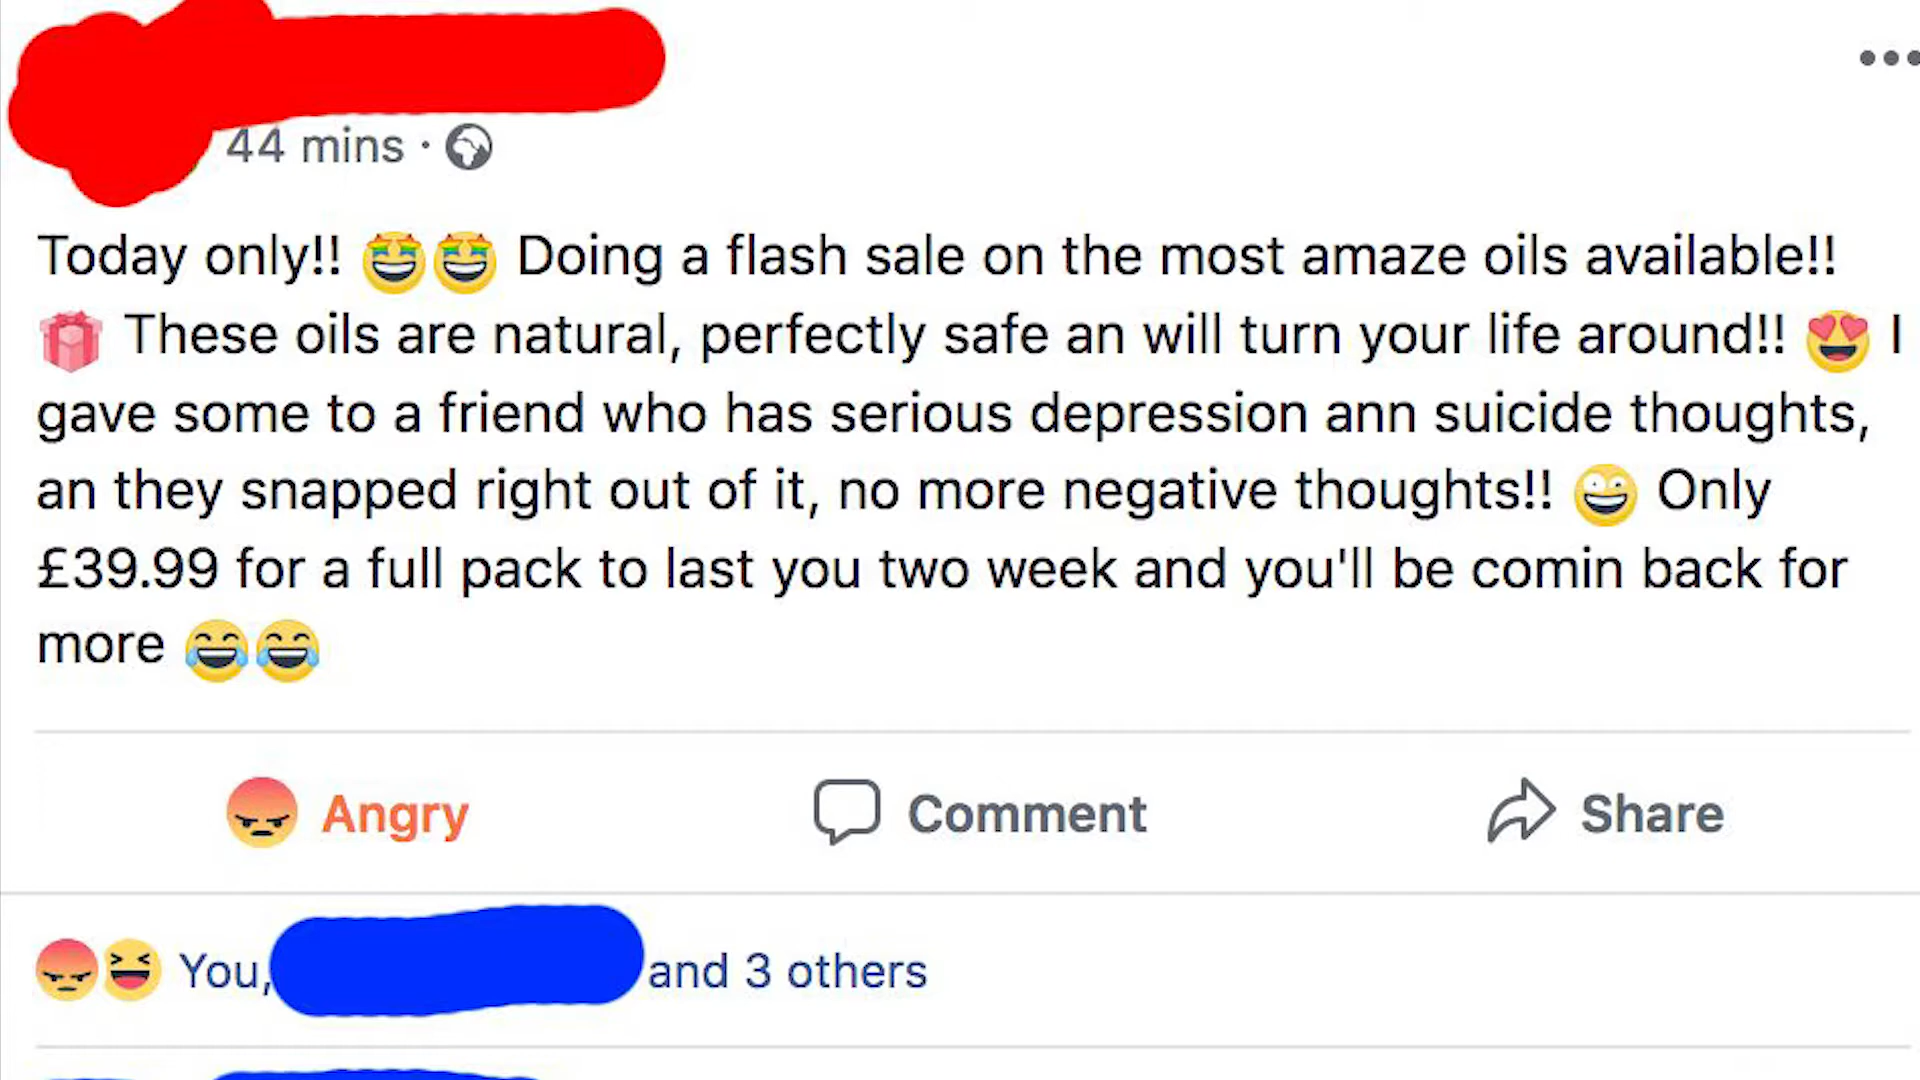 44 mins ·
Today only!! 🤩🤩 Doing a flash sale on the most amaze oils available!!
🎁 These oils are natural, perfectly safe an will turn your life around!! 😍 I
gave some to a friend who has serious depression ann suicide thoughts,
an they snapped right out of it, no more negative thoughts!! 🤪 Only
£39.99 for a full pack to last you two week and you'll be comin back for
more 😂😂
Angry
Comment
Share
You, and 3 others